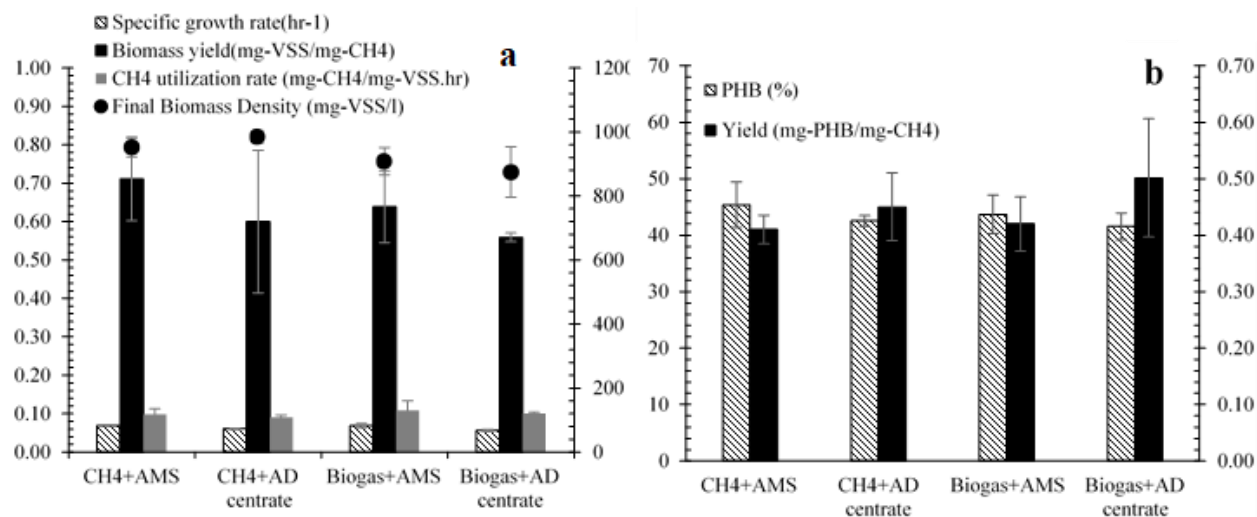 Specific growth rate(hr-1)
Biomass yield(mg-VSS/mg-CH4)
CH4 utilization rate (mg-CH4/mg-VSS.hr)
Final Biomass Density (mg-VSS/l)
a
1.00
0.90
0.80
0.70
0.60
0.50
0.40
0.30
0.20
0.10
0.00
1200
1000
800
600
400
200
0
CH4+AMS
CH4+AD
centrate
Biogas+AMS
Biogas+AD
centrate
b
PHB (%)
Yield (mg-PHB/mg-CH4)
70
60
50
40
30
20
10
0
0.70
0.60
0.50
0.40
0.30
0.20
0.10
0.00
CH4+AMS
CH4+AD
centrate
Biogas+AMS
Biogas+AD
centrate